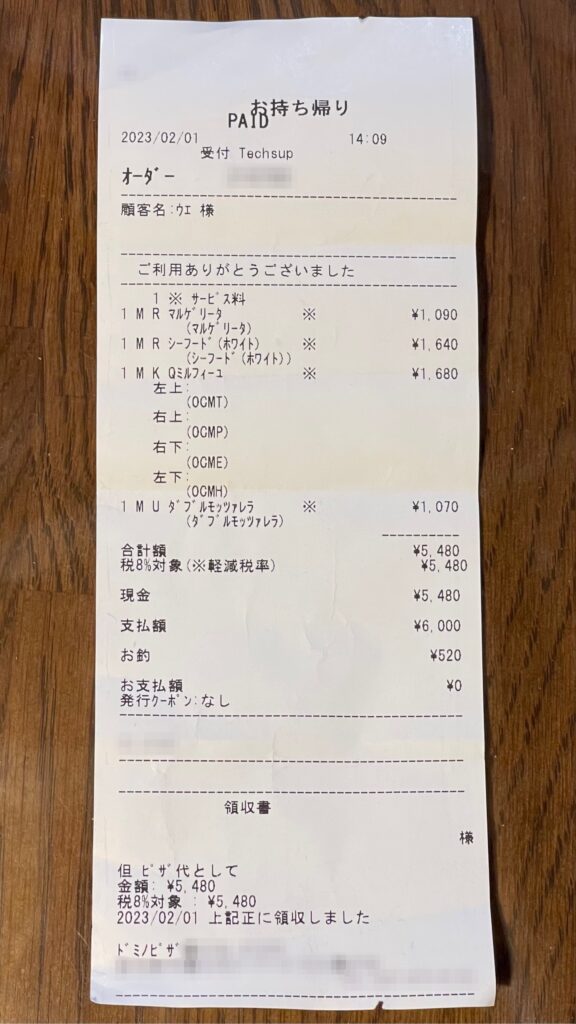 お持ち帰り
PAID
2023/02/01 14:09
受付 Techsup
オーダー
顧客名:ウエ 様
ご利用ありがとうございました
1 ※ サービス料
1 M R マルゲリータ ※ ¥1,090
(マルゲリータ)
1 M R シーフード(ホワイト) ※ ¥1,640
(シーフード(ホワイト))
1 M K Qミルフィーユ ※ ¥1,680
左上:
(OCMT)
右上:
(OCMP)
右下:
(OCME)
左下:
(OCMH)
1 M U ダブルモッツァレラ ※ ¥1,070
(ダブルモッツァレラ)
合計額 ¥5,480
税8%対象(※軽減税率) ¥5,480
現金 ¥5,480
支払額 ¥6,000
お釣 ¥520
お支払額 ¥0
発行クーポン:なし
領収書
様
但 ピザ代として
金額: ¥5,480
税8%対象 : ¥5,480
2023/02/01 上記正に領収しました
ドミノピザ